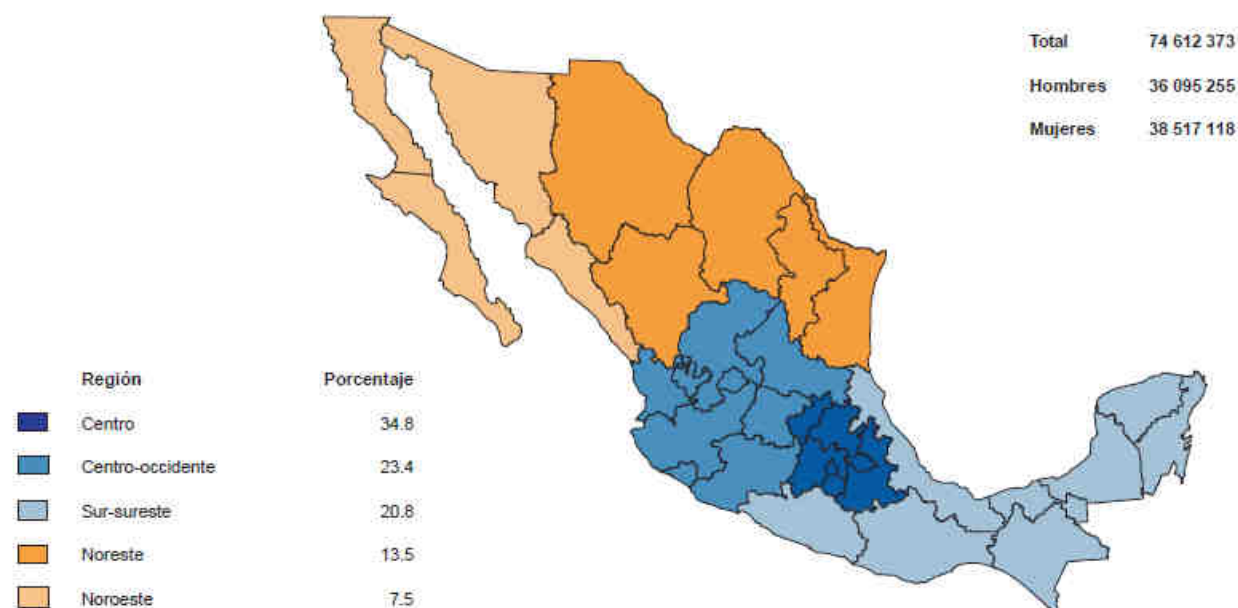 Total 74 612 373
Hombres 36 095 255
Mujeres 38 517 118
Región Porcentaje
Centro 34.8
Centro-occidente 23.4
Sur-sureste 20.8
Noreste 13.5
Noroeste 7.5